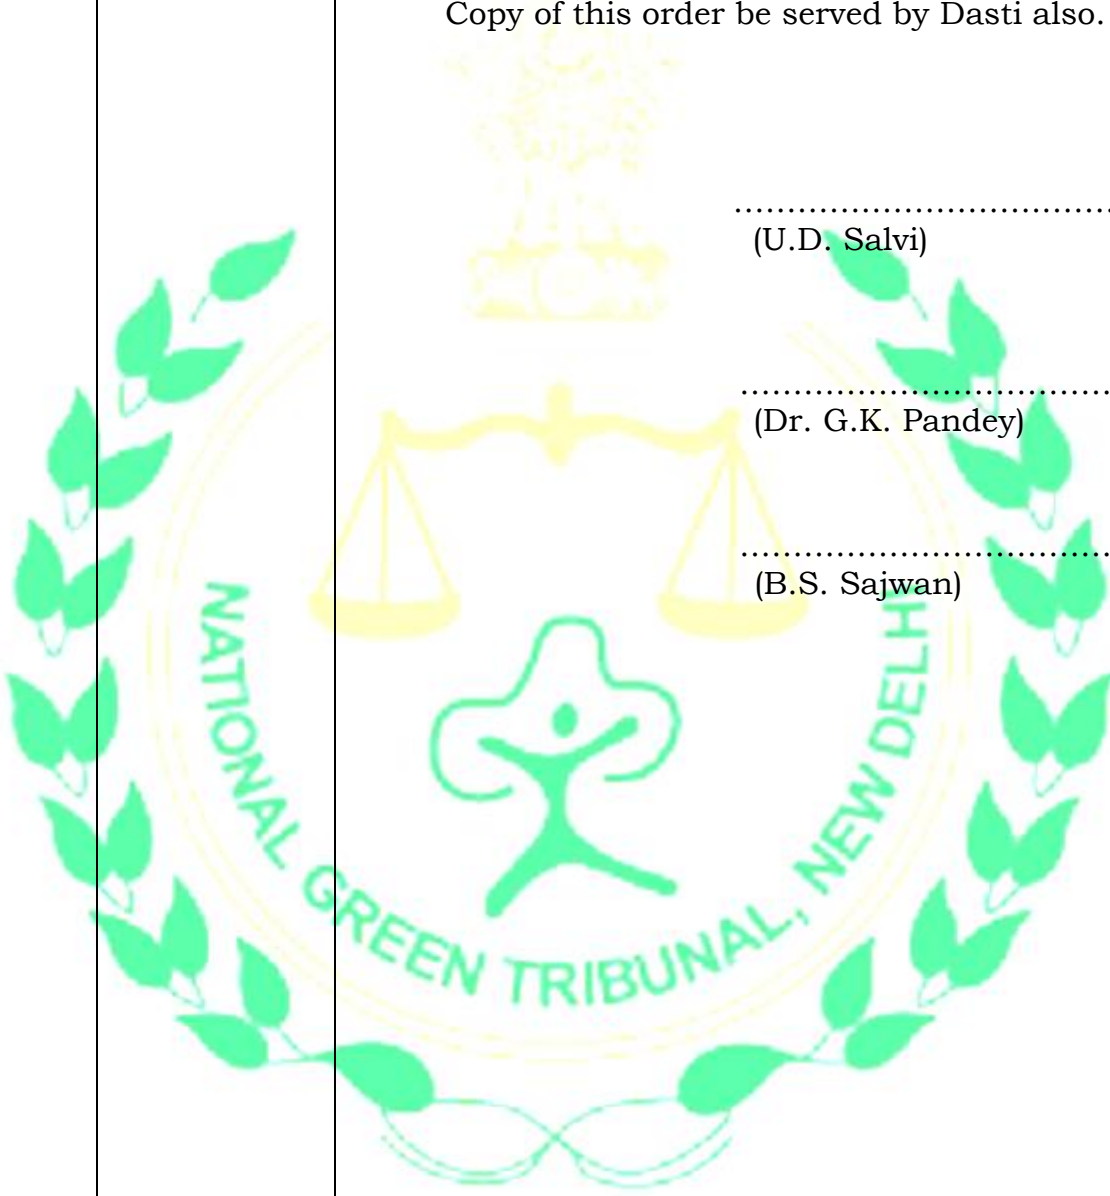 Copy of this order be served by Dasti also.
……………………………
(U.D. Salvi)
……………………………
(Dr. G.K. Pandey)
……………………………
(B.S. Sajwan)
NATIONAL GREEN TRIBUNAL, NEW DELHI